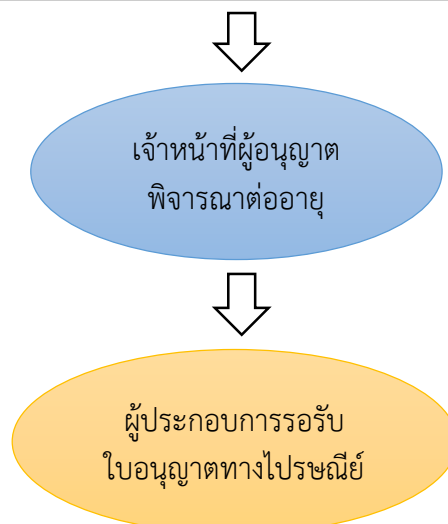 เจ้าหน้าที่ผู้อนุญาต
พิจารณาต่ออายุ
ผู้ประกอบการรอรับ
ใบอนุญาตทางไปรษณีย์